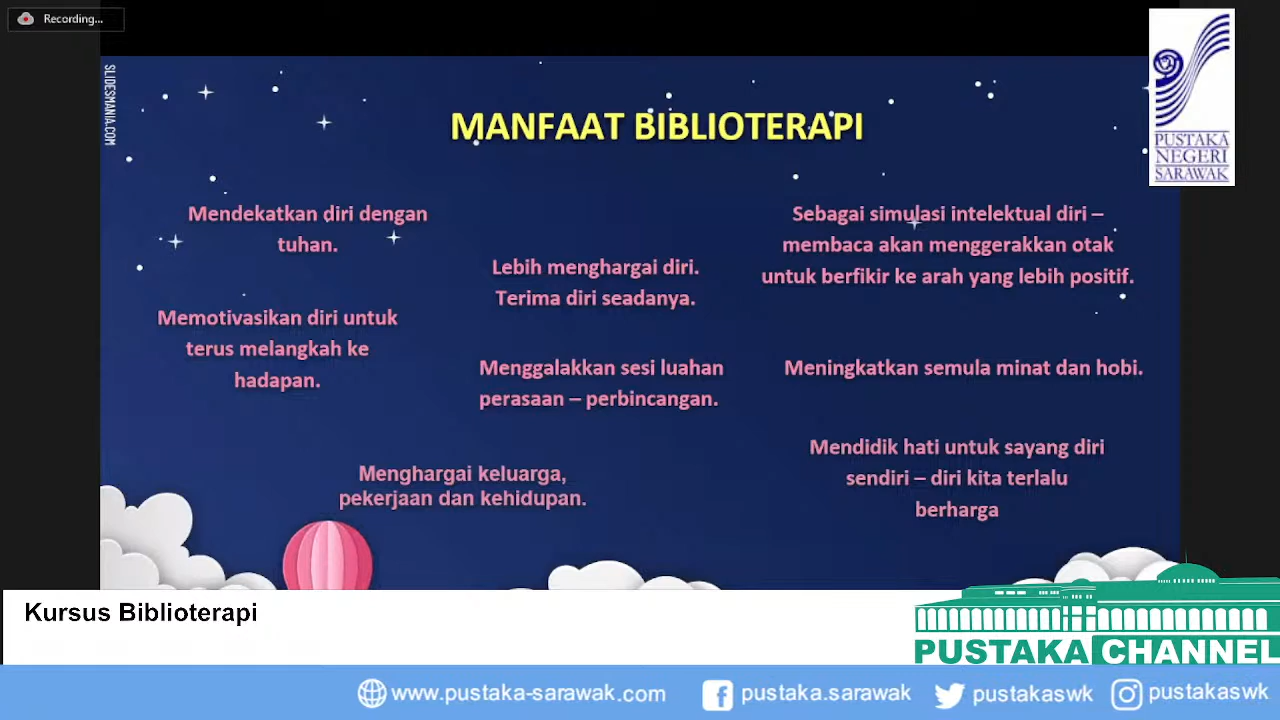 Recording...
SLIDESMANIA.COM
MANFAAT BIBLIOTERAPI
PUSTAKA
NEGERI
SARAWAK
Mendekatkan diri dengan
tuhan.
Memotivasikan diri untuk
terus melangkah ke
hadapan.
Lebih menghargai diri.
Terima diri seadanya.
Menggalakkan sesi luahan
perasaan – perbincangan.
Menghargai keluarga,
pekerjaan dan kehidupan.
Sebagai simulasi intelektual diri –
membaca akan menggerakkan otak
untuk berfikir ke arah yang lebih positif.
Meningkatkan semula minat dan hobi.
Mendidik hati untuk sayang diri
sendiri – diri kita terlalu
berharga
Kursus Biblioterapi
PUSTAKA CHANNEL
www.pustaka-sarawak.com pustaka.sarawak pustakaswk pustakaswk